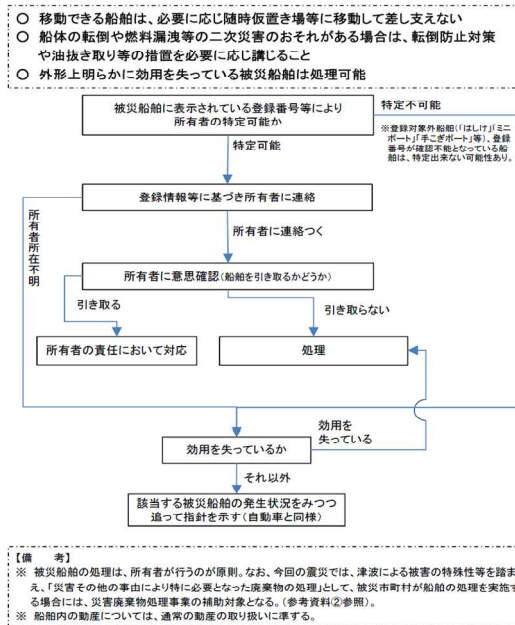 ○ 移動できる船舶は、必要に応じ随時仮置き場等に移動して差し支えない
○ 船体の転倒や燃料漏洩等の二次災害のおそれがある場合は、転倒防止対策
や油抜き取り等の措置を必要に応じ講じること
○ 外形上明らかに効用を失っている被災船舶は処理可能
被災船舶に表示されている登録番号等により
所有者の特定可能か
特定不可能
※登録対象外船舶(「はしけ」「ミニ
ボート」「手こぎボート」等)、登録
番号が確認不能となっている船
舶は、特定出来ない可能性あり。
特定可能
登録情報等に基づき所有者に連絡
所有者所在不明
所有者に連絡つく
所有者に意思確認(船舶を引き取るかどうか)
引き取る
引き取らない
所有者の責任において対応
処理
効用を失っているか
効用を
失っている
それ以外
該当する被災船舶の発生状況をみつつ
追って指針を示す(自動車と同様)
【備 考】
※ 被災船舶の処理は、所有者が行うのが原則。なお、今回の震災では、津波による被害の特殊性等を踏ま
え、「災害その他の事由により特に必要となった廃棄物の処理」として、被災市町村が船舶の処理を実施す
る場合には、災害廃棄物処理事業の補助対象となる。(参考資料②参照)。
※ 船舶内の動産については、通常の動産の取り扱いに準ずる。